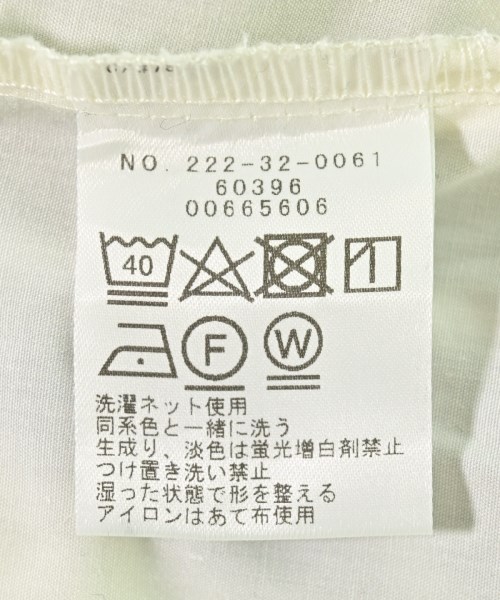 NO. 222-32-0061
60396
00665606
40
F W
洗濯ネット使用
同系色と一緒に洗う
生成り、淡色は蛍光増白剤禁止
つけ置き洗い禁止
湿った状態で形を整える
アイロンはあて布使用